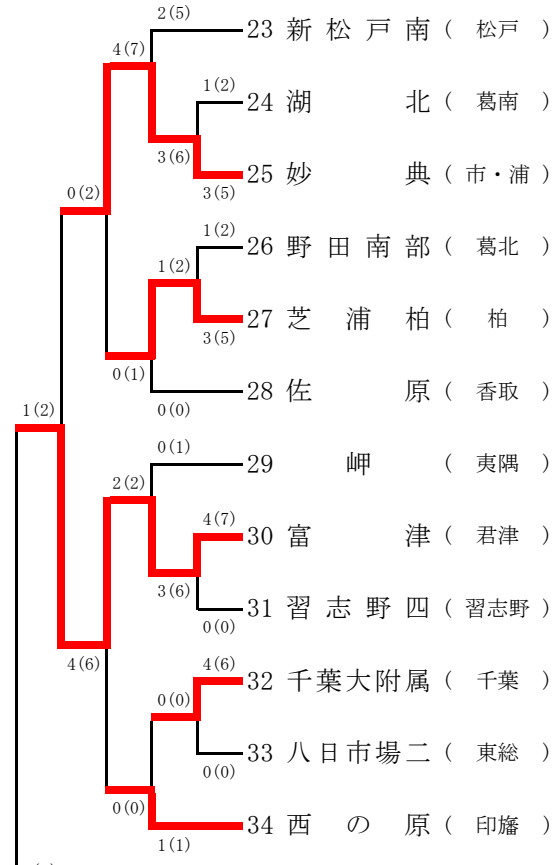 2(5)
23 新松戸南 ( 松戸 )
4(7)
1(2)
24 湖北 ( 葛南 )
3(6)
25 妙典 ( 市・浦 )
0(2)
3(5)
1(2)
26 野田南部 ( 葛北 )
1(2)
27 芝浦柏 ( 柏 )
3(5)
0(1)
28 佐原 ( 香取 )
0(0)
1(2)
0(1)
29 岬 ( 夷隅 )
2(2)
4(7)
30 富津 ( 君津 )
3(6)
31 習志野四 ( 習志野 )
0(0)
4(6)
4(6)
32 千葉大附属 ( 千葉 )
0(0)
33 八日市場二 ( 東総 )
0(0)
0(0)
34 西の原 ( 印旛 )
1(1)